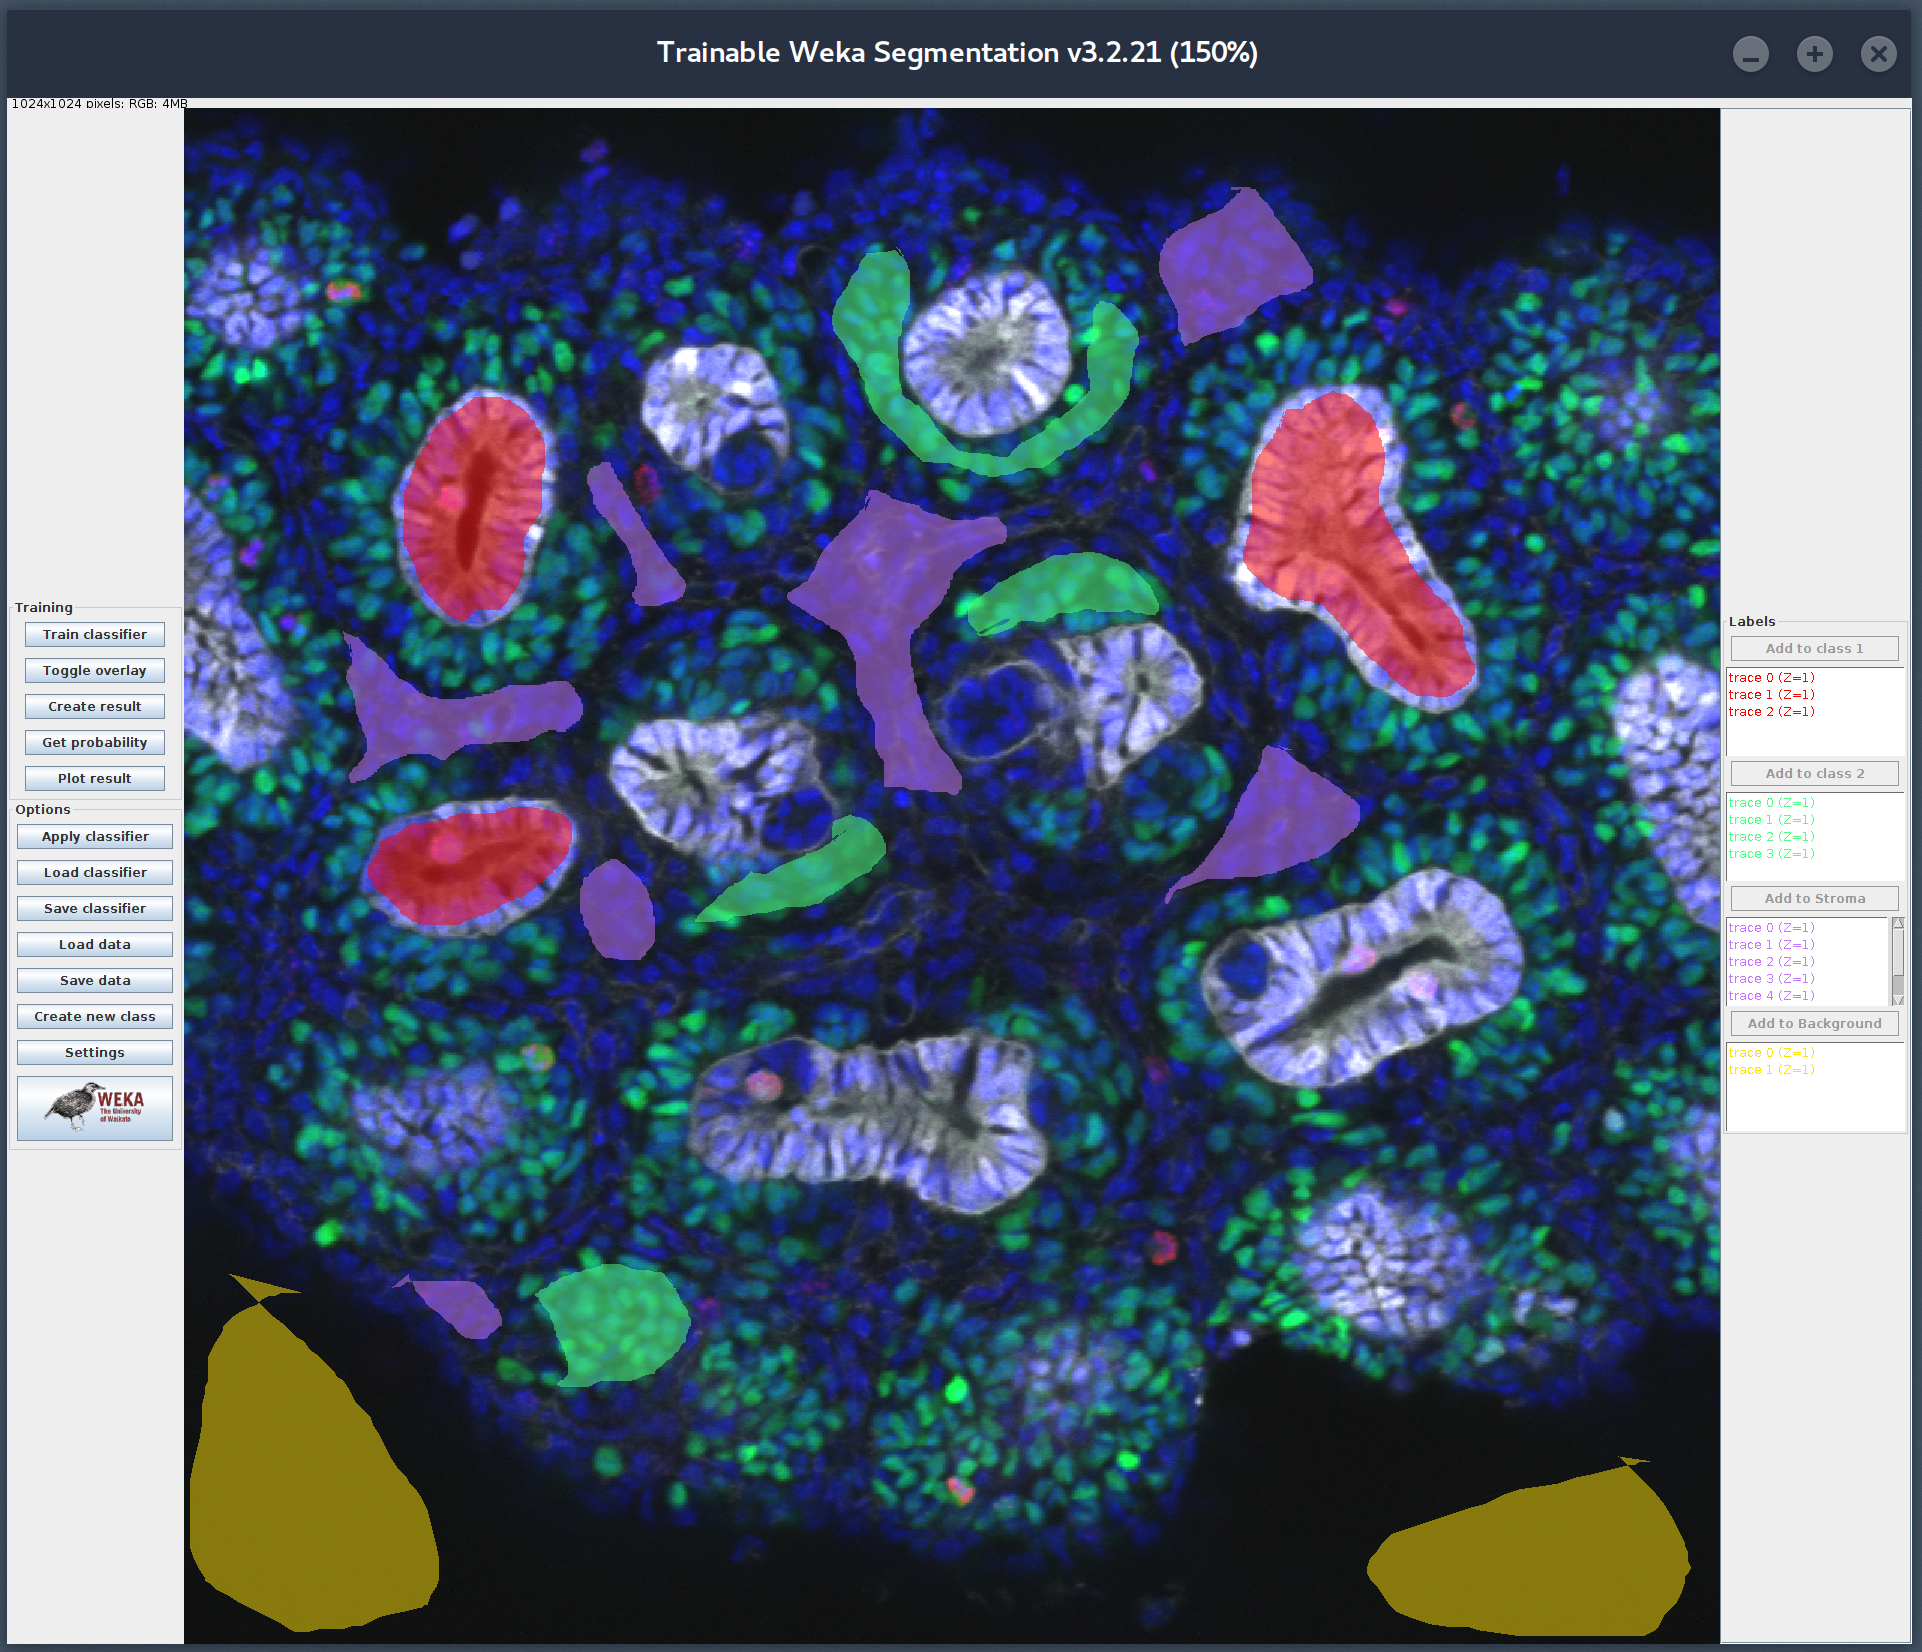 Trainable Weka Segmentation v3.2.21 (150%)
1024x1024 pixels; RGB; 4MB
Training
Train classifier
Toggle overlay
Create result
Get probability
Plot result
Options
Apply classifier
Load classifier
Save classifier
Load data
Save data
Create new class
Settings
WEKA
The University
of Waikato
Labels
Add to class 1
trace 0 (Z=1)
trace 1 (Z=1)
trace 2 (Z=1)
Add to class 2
trace 0 (Z=1)
trace 1 (Z=1)
trace 2 (Z=1)
trace 3 (Z=1)
Add to Stroma
trace 0 (Z=1)
trace 1 (Z=1)
trace 2 (Z=1)
trace 3 (Z=1)
trace 4 (Z=1)
Add to Background
trace 0 (Z=1)
trace 1 (Z=1)